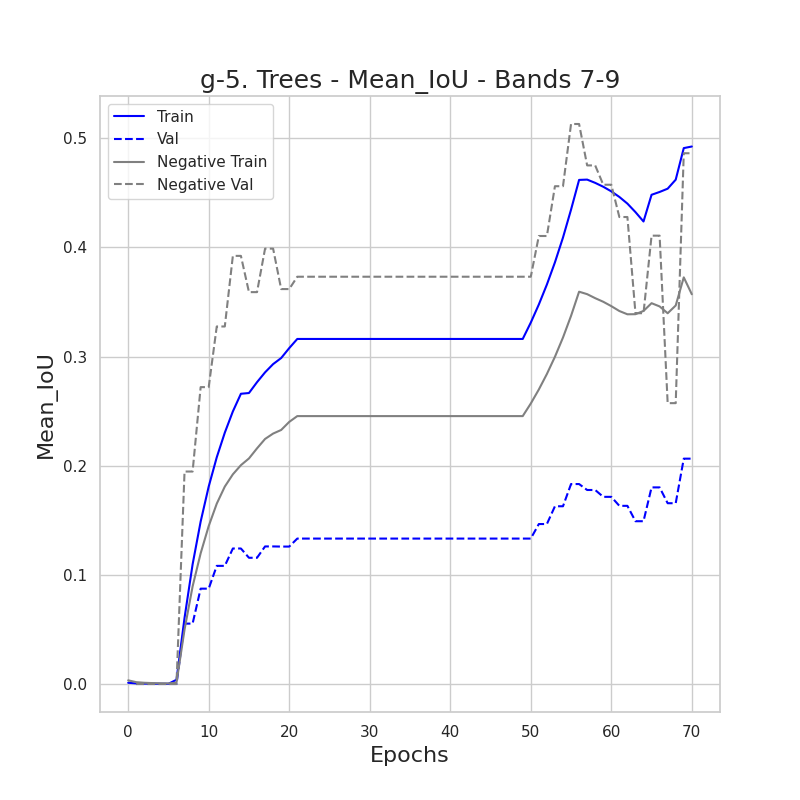 g-5. Trees - Mean_IoU - Bands 7-9
Train
Val
Negative Train
Negative Val
0.5
0.4
0.3
0.2
0.1
0.0
Mean_IoU
0 10 20 30 40 50 60 70
Epochs